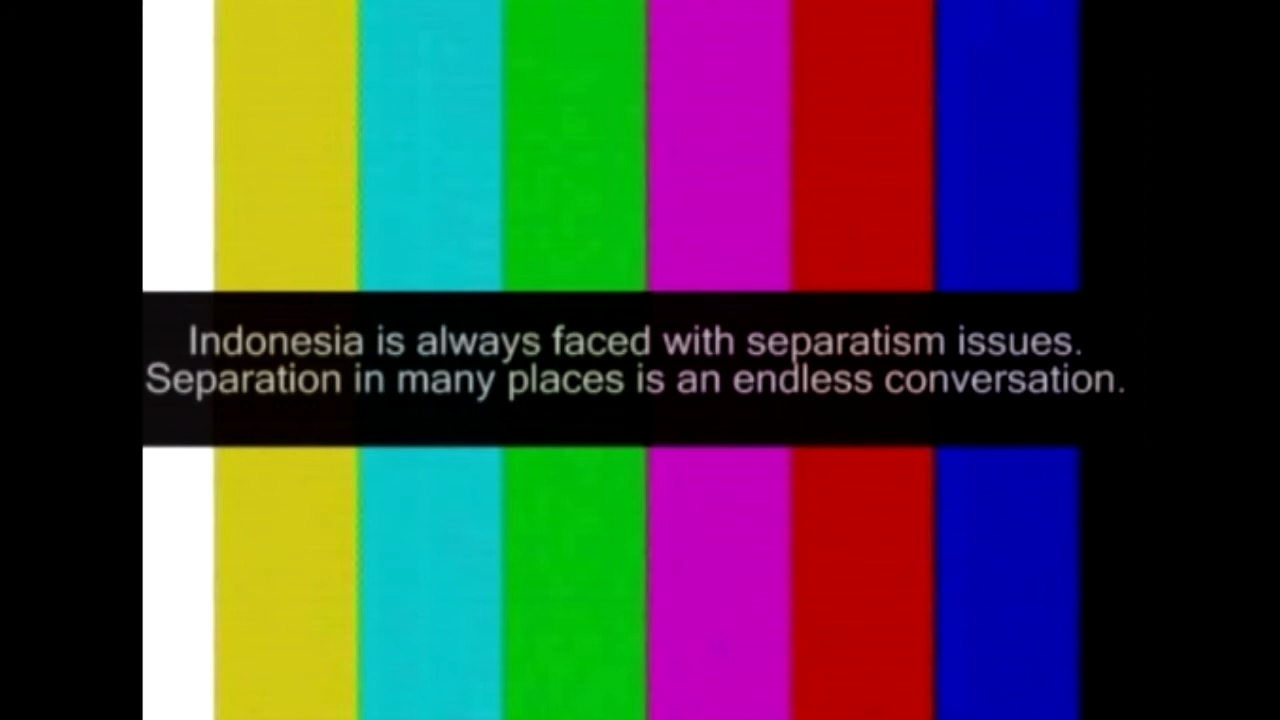 Indonesia is always faced with separatism issues.
Separation in many places is an endless conversation.